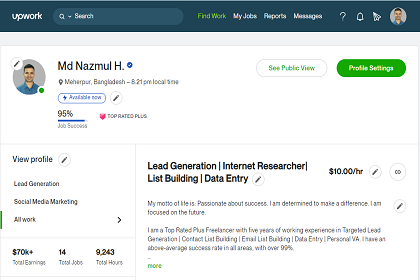 upwork
Search
Find Work My Jobs Reports Messages
Md Nazmul H.
Meherpur, Bangladesh – 8:21 pm local time
Available now
95%
Job Success
TOP RATED PLUS
See Public View
Profile Settings
View profile
Lead Generation
Social Media Marketing
All work
$70k+ 14 9,243
Total Earnings Total Jobs Total Hours
Lead Generation | Internet Researcher|
List Building | Data Entry
$10.00/hr
My motto of life is: Passionate about success. I am determined to make a difference. I am
focused on the future.
I am a Top Rated Plus Freelancer with five years of working experience in Targeted Lead
Generation | Contact List Building | Email List Building | Data Entry | Personal VA. I have an
above-average success rate in all areas, with over 99%.
...
more